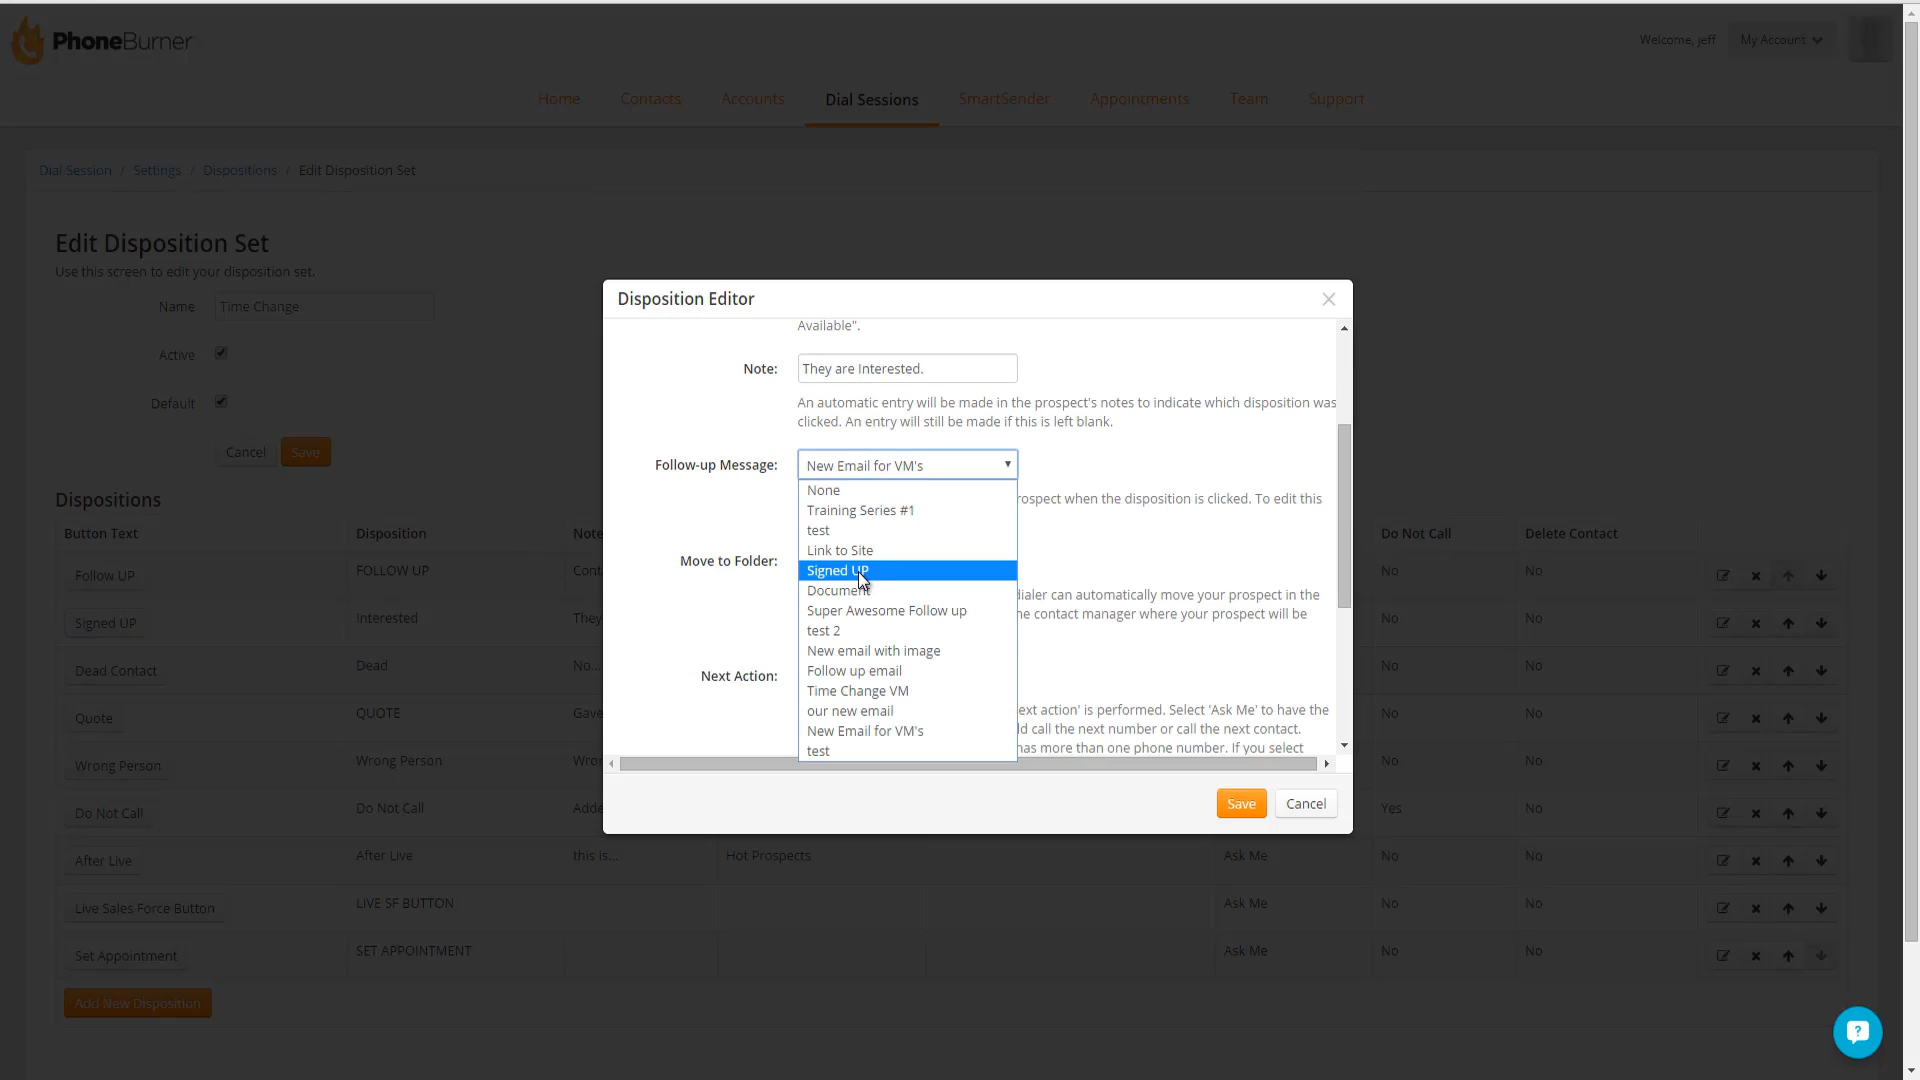 PhoneBurner
Welcome, jeff
My Account
Home
Contacts
Accounts
Dial Sessions
SmartSender
Appointments
Team
Support
Dial Session / Settings / Dispositions / Edit Disposition Set
Edit Disposition Set
Use this screen to edit your disposition set.
Name
Time Change
Active
Default
Cancel
Save
Dispositions
Button Text
Disposition
Note
Do Not Call
Delete Contact
Follow UP
FOLLOW UP
Cont
No
No
Signed UP
Interested
They
No
No
Dead Contact
Dead
No...
No
No
Quote
QUOTE
Gave
No
No
Wrong Person
Wrong Person
Wron
No
No
Do Not Call
Do Not Call
Adde
Yes
No
After Live
After Live
this is...
Hot Prospects
Ask Me
No
No
Live Sales Force Button
LIVE SF BUTTON
Ask Me
No
No
Set Appointment
SET APPOINTMENT
Ask Me
No
No
Add New Disposition
Disposition Editor
Available".
Note:
They are Interested.
An automatic entry will be made in the prospect's notes to indicate which disposition was
clicked. An entry will still be made if this is left blank.
Follow-up Message:
New Email for VM's
None
Training Series #1
test
Link to Site
Signed UP
Document
Super Awesome Follow up
test 2
New email with image
Follow up email
Time Change VM
our new email
New Email for VM's
test
rospect when the disposition is clicked. To edit this
Move to Folder:
dialer can automatically move your prospect in the
he contact manager where your prospect will be
Next Action:
ext action' is performed. Select 'Ask Me' to have the
ld call the next number or call the next contact.
has more than one phone number. If you select
Save
Cancel